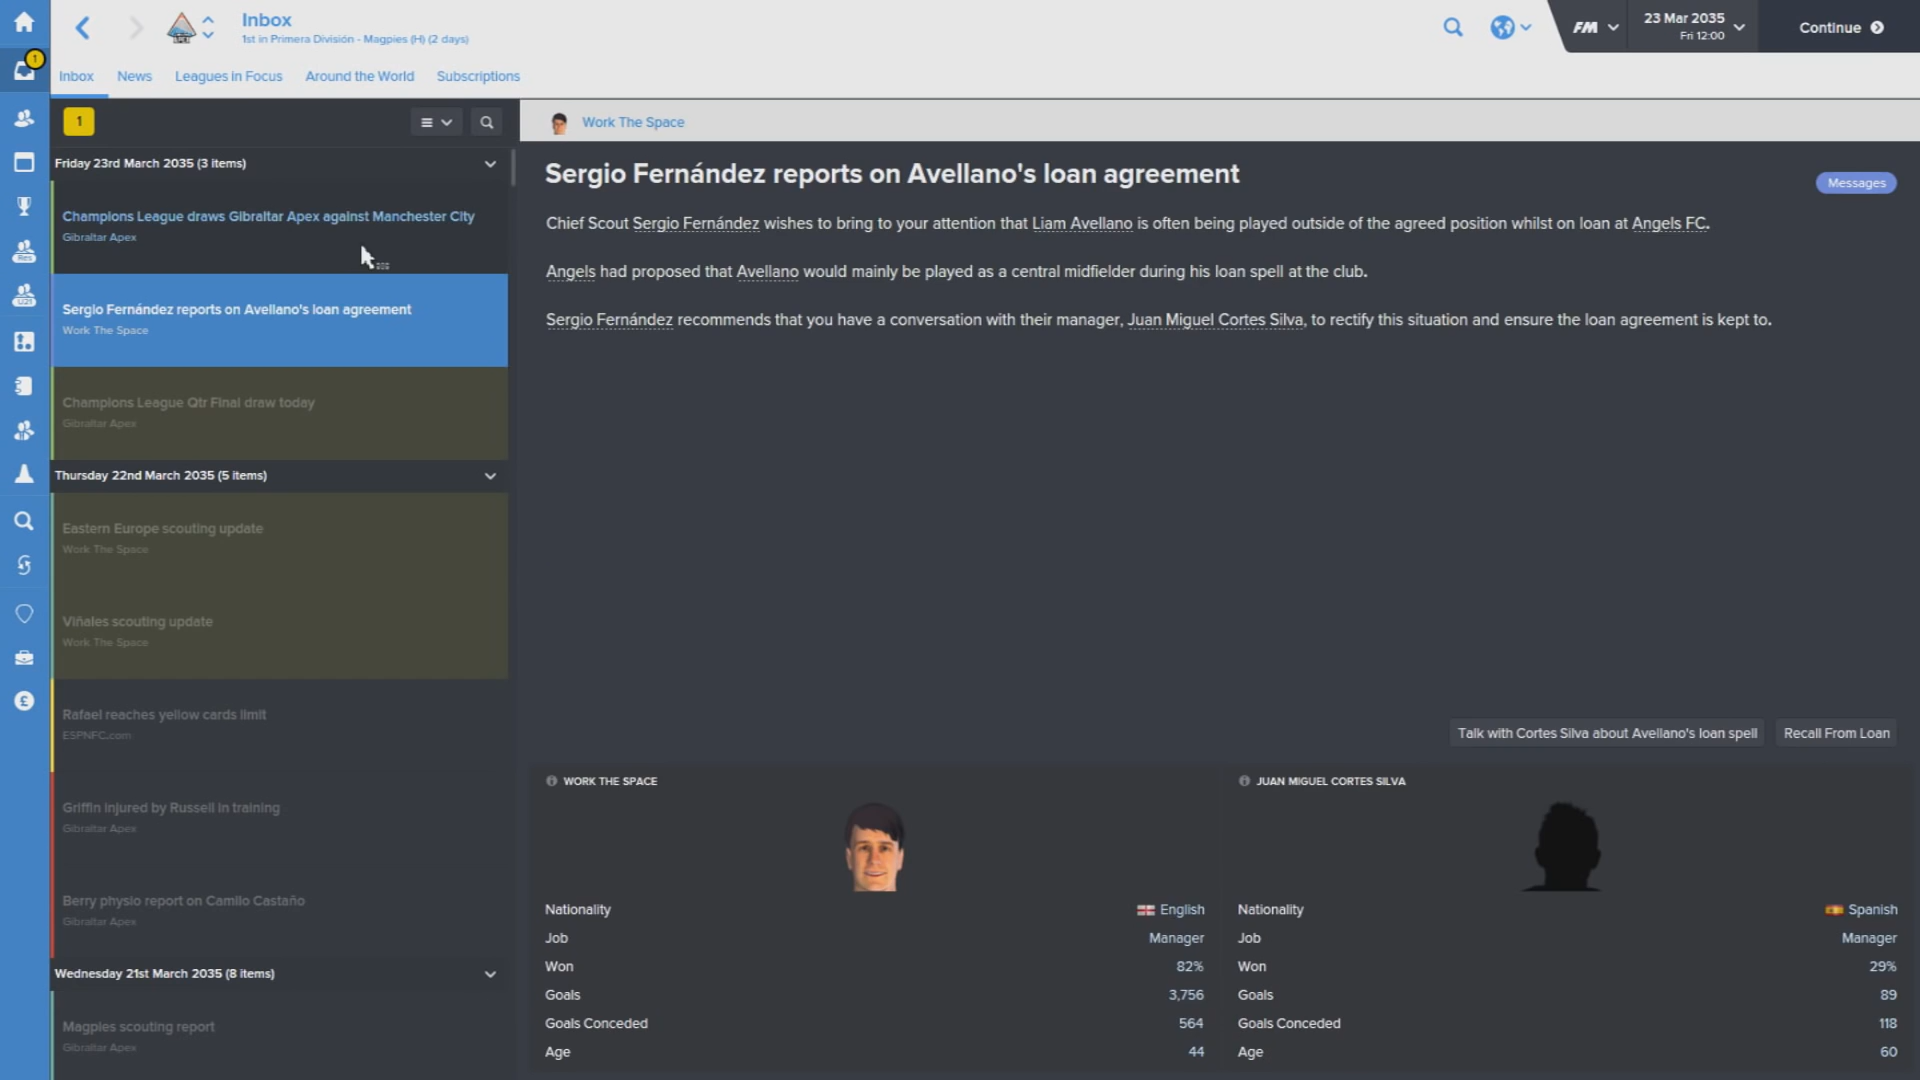 Inbox
1st in Primera División - Magpies (H) (2 days)
FM
23 Mar 2035
Fri 12:00
Continue
1
Inbox
News
Leagues in Focus
Around the World
Subscriptions
1
Work The Space
Friday 23rd March 2035 (3 items)
Champions League draws Gibraltar Apex against Manchester City
Gibraltar Apex
Sergio Fernández reports on Avellano's loan agreement
Work The Space
Champions League Qtr Final draw today
Gibraltar Apex
Thursday 22nd March 2035 (5 items)
Eastern Europe scouting update
Work The Space
Viñales scouting update
Work The Space
Rafael reaches yellow cards limit
ESPNFC.com
Griffin injured by Russell in training
Gibraltar Apex
Berry physio report on Camilo Castaño
Gibraltar Apex
Wednesday 21st March 2035 (8 items)
Magpies scouting report
Gibraltar Apex
Res
U21
Sergio Fernández reports on Avellano's loan agreement
Messages
Chief Scout Sergio Fernández wishes to bring to your attention that Liam Avellano is often being played outside of the agreed position whilst on loan at Angels FC.
Angels had proposed that Avellano would mainly be played as a central midfielder during his loan spell at the club.
Sergio Fernández recommends that you have a conversation with their manager, Juan Miguel Cortes Silva, to rectify this situation and ensure the loan agreement is kept to.
Talk with Cortes Silva about Avellano's loan spell
Recall From Loan
WORK THE SPACE
Nationality English
Job Manager
Won 82%
Goals 3,756
Goals Conceded 564
Age 44
JUAN MIGUEL CORTES SILVA
Nationality Spanish
Job Manager
Won 29%
Goals 89
Goals Conceded 118
Age 60